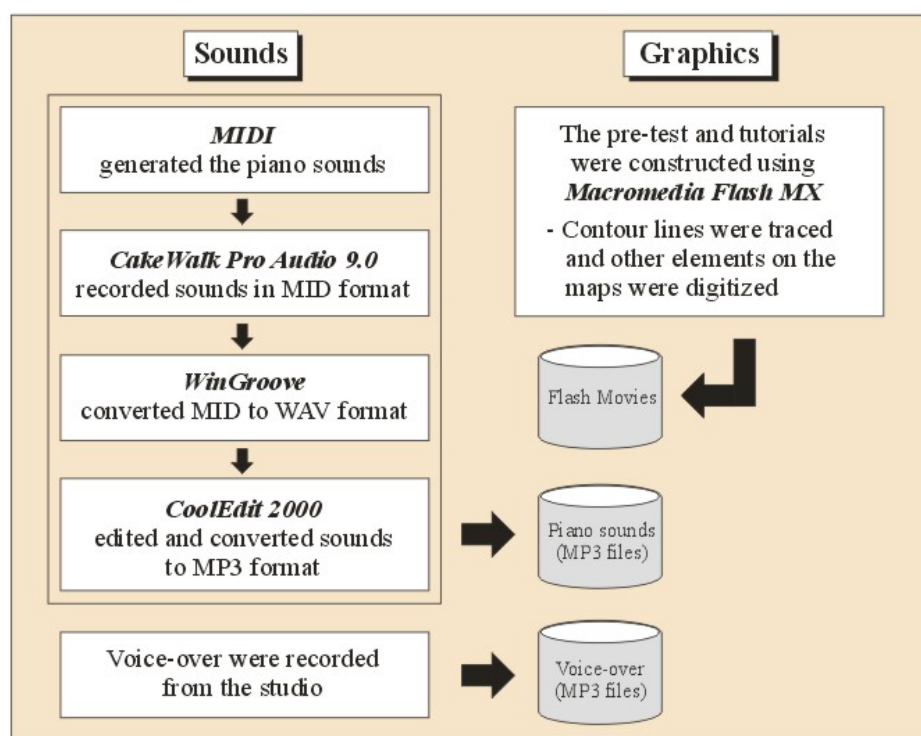 Sounds
MIDI
generated the piano sounds
CakeWalk Pro Audio 9.0
recorded sounds in MID format
WinGroove
converted MID to WAV format
CoolEdit 2000
edited and converted sounds
to MP3 format
Voice-over were recorded
from the studio
Graphics
The pre-test and tutorials
were constructed using
Macromedia Flash MX
- Contour lines were traced
and other elements on the
maps were digitized
Flash Movies
Piano sounds
(MP3 files)
Voice-over
(MP3 files)